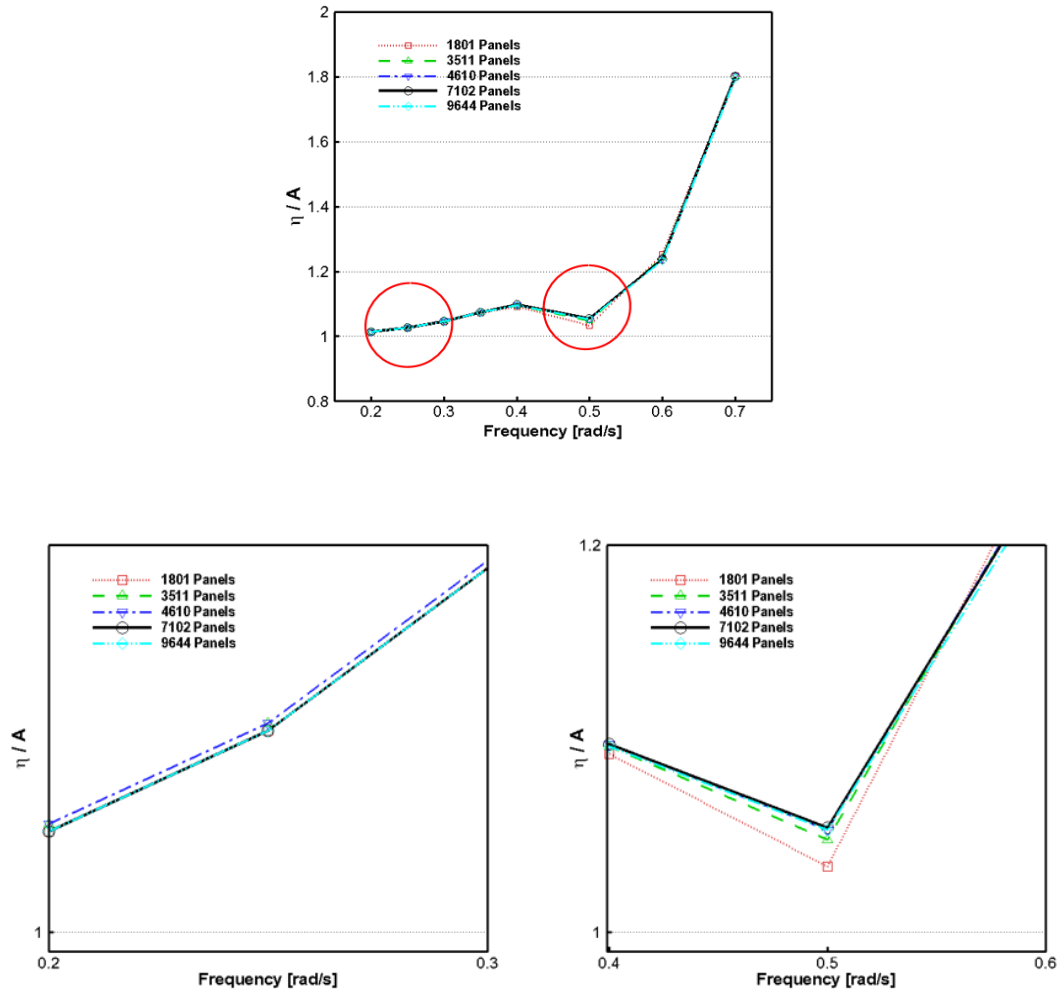 2
1.8
1.6
1.4
1.2
1
0.8
η / A
1801 Panels
3511 Panels
4610 Panels
7102 Panels
9644 Panels
0.2 0.3 0.4 0.5 0.6 0.7
Frequency [rad/s]
1801 Panels
3511 Panels
4610 Panels
7102 Panels
9644 Panels
η / A
1
0.2 0.3
Frequency [rad/s]
1.2
1801 Panels
3511 Panels
4610 Panels
7102 Panels
9644 Panels
η / A
1
0.4 0.5 0.6
Frequency [rad/s]